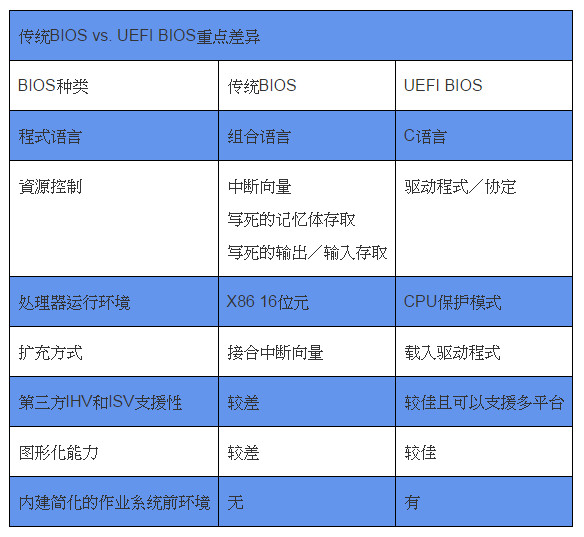 传统BIOS vs. UEFI BIOS重点差异
BIOS种类 传统BIOS UEFI BIOS
程式语言 组合语言 C语言
資源控制 中断向量 驱动程式／协定
写死的记忆体存取
写死的输出／输入存取
处理器运行环境 X86 16位元 CPU保护模式
扩充方式 接合中断向量 载入驱动程式
第三方IHV和ISV支援性 较差 较佳且可以支援多平台
图形化能力 较差 较佳
内建简化的作业系统前环境 无 有